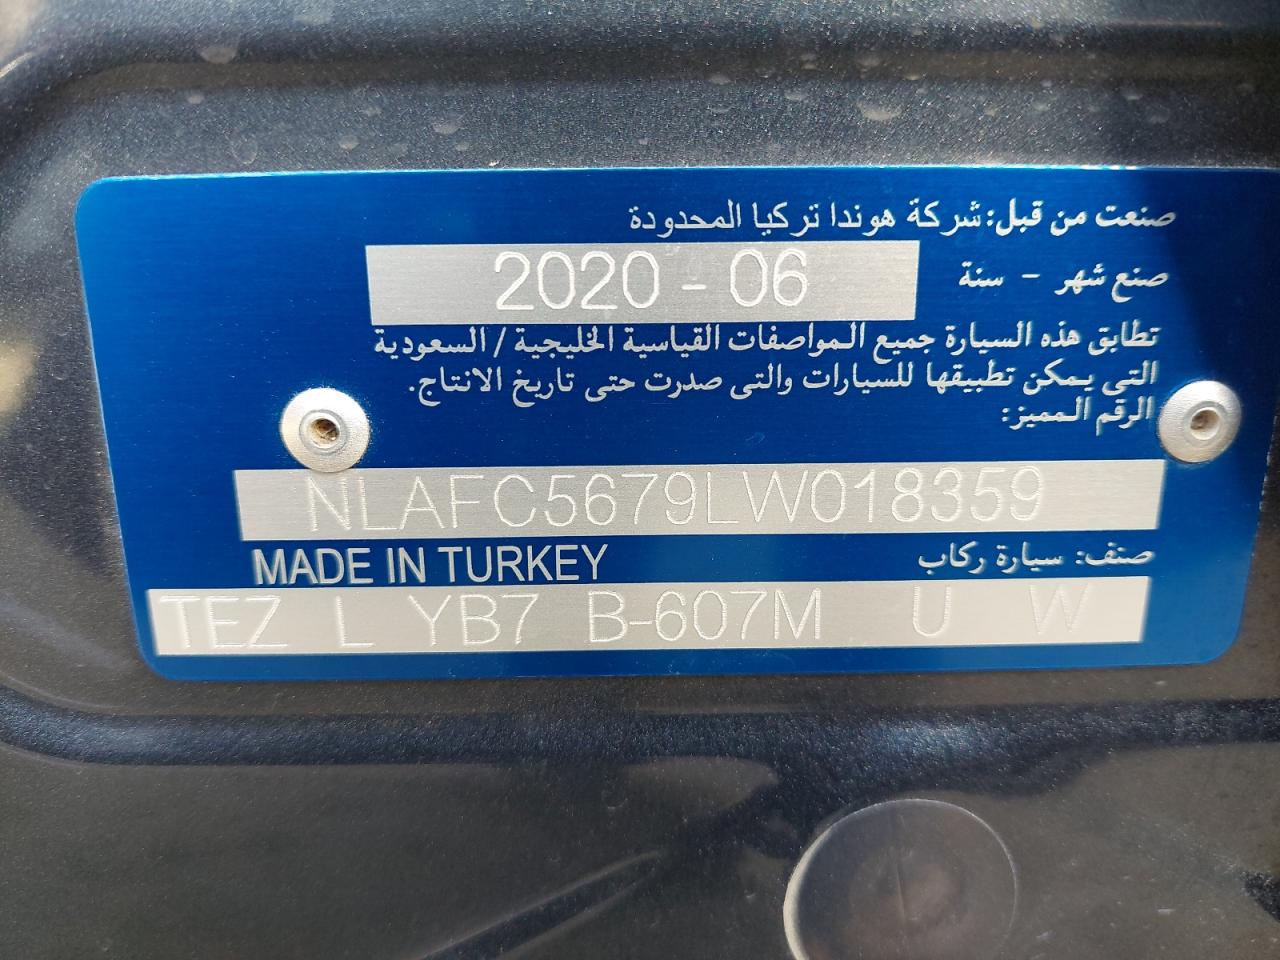 صنعت من قبل: شركة هوندا تركيا المحدودة
صنع شهر - سنة 2020 - 06
تطابق هذه السيارة جميع المواصفات القياسية الخليجية / السعودية
التي يمكن تطبيقها للسيارات والتي صدرت حتى تاريخ الانتاج.
الرقم المميز:
NLAFC5679LW018359
صنف: سيارة ركاب MADE IN TURKEY
TEZ L YB7 B-607M U W